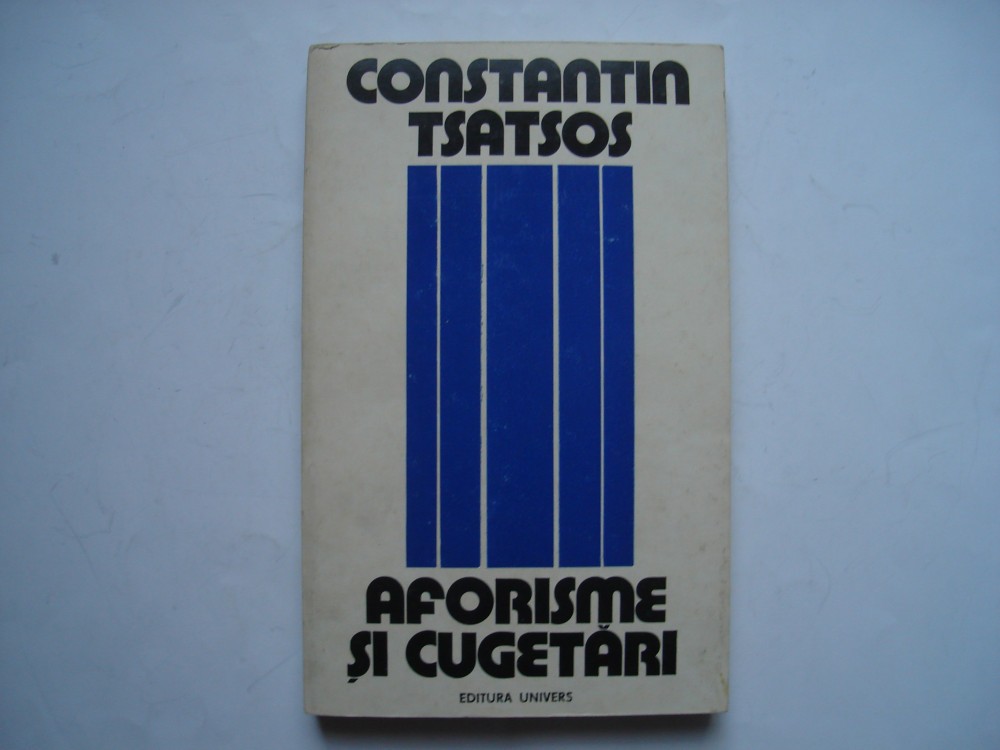 CONSTANTIN
TSATSOS
AFORISME
ȘI CUGETĂRI
EDITURA UNIVERS